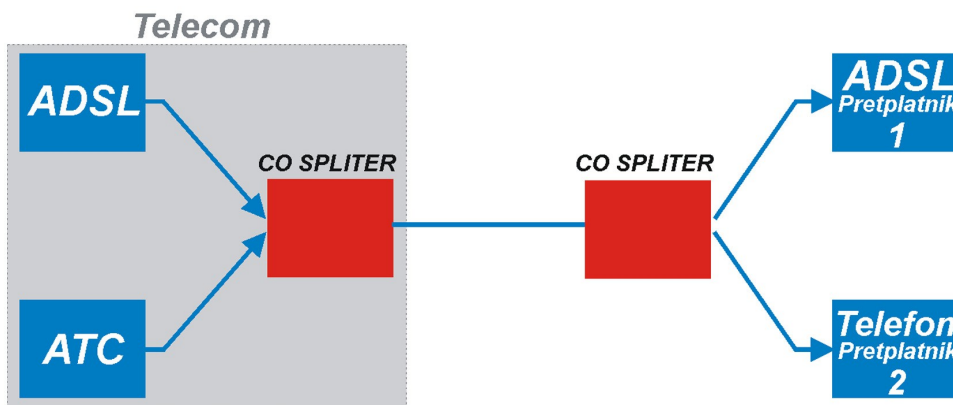 Telecom
ADSL
CO SPLITER
ATC
CO SPLITER
ADSL
Pretplatnik
1
Telefon
Pretplatnik
2